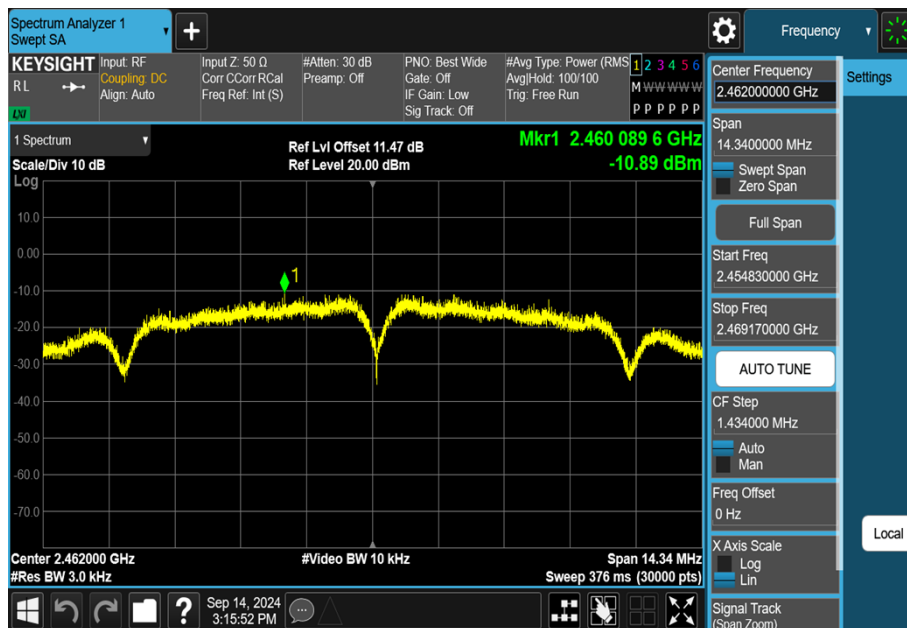 Spectrum Analyzer 1
Swept SA
+
Frequency
KEYSIGHT
RL
LXI
Input: RF
Coupling: DC
Align: Auto
Input Z: 50 Ω
Corr CCorr RCal
Freq Ref: Int (S)
#Atten: 30 dB
Preamp: Off
PNO: Best Wide
Gate: Off
IF Gain: Low
Sig Track: Off
#Avg Type: Power (RMS
Avg|Hold: 100/100
Trig: Free Run
1 2 3 4 5 6
M W W W W W
P P P P P P
Center Frequency
2.462000000 GHz
Settings
Span
14.3400000 MHz
Swept Span
Zero Span
Full Span
Start Freq
2.454830000 GHz
Stop Freq
2.469170000 GHz
AUTO TUNE
CF Step
1.434000 MHz
Auto
Man
Freq Offset
0 Hz
X Axis Scale
Log
Lin
Signal Track
(Span Zoom)
Local
1 Spectrum
Scale/Div 10 dB
Ref Lvl Offset 11.47 dB
Ref Level 20.00 dBm
Mkr1 2.460 089 6 GHz
-10.89 dBm
Log
10.0
0.00
-10.0
-20.0
-30.0
-40.0
-50.0
-60.0
-70.0
1
Center 2.462000 GHz
#Video BW 10 kHz
Span 14.34 MHz
#Res BW 3.0 kHz
Sweep 376 ms (30000 pts)
?
Sep 14, 2024
3:15:52 PM